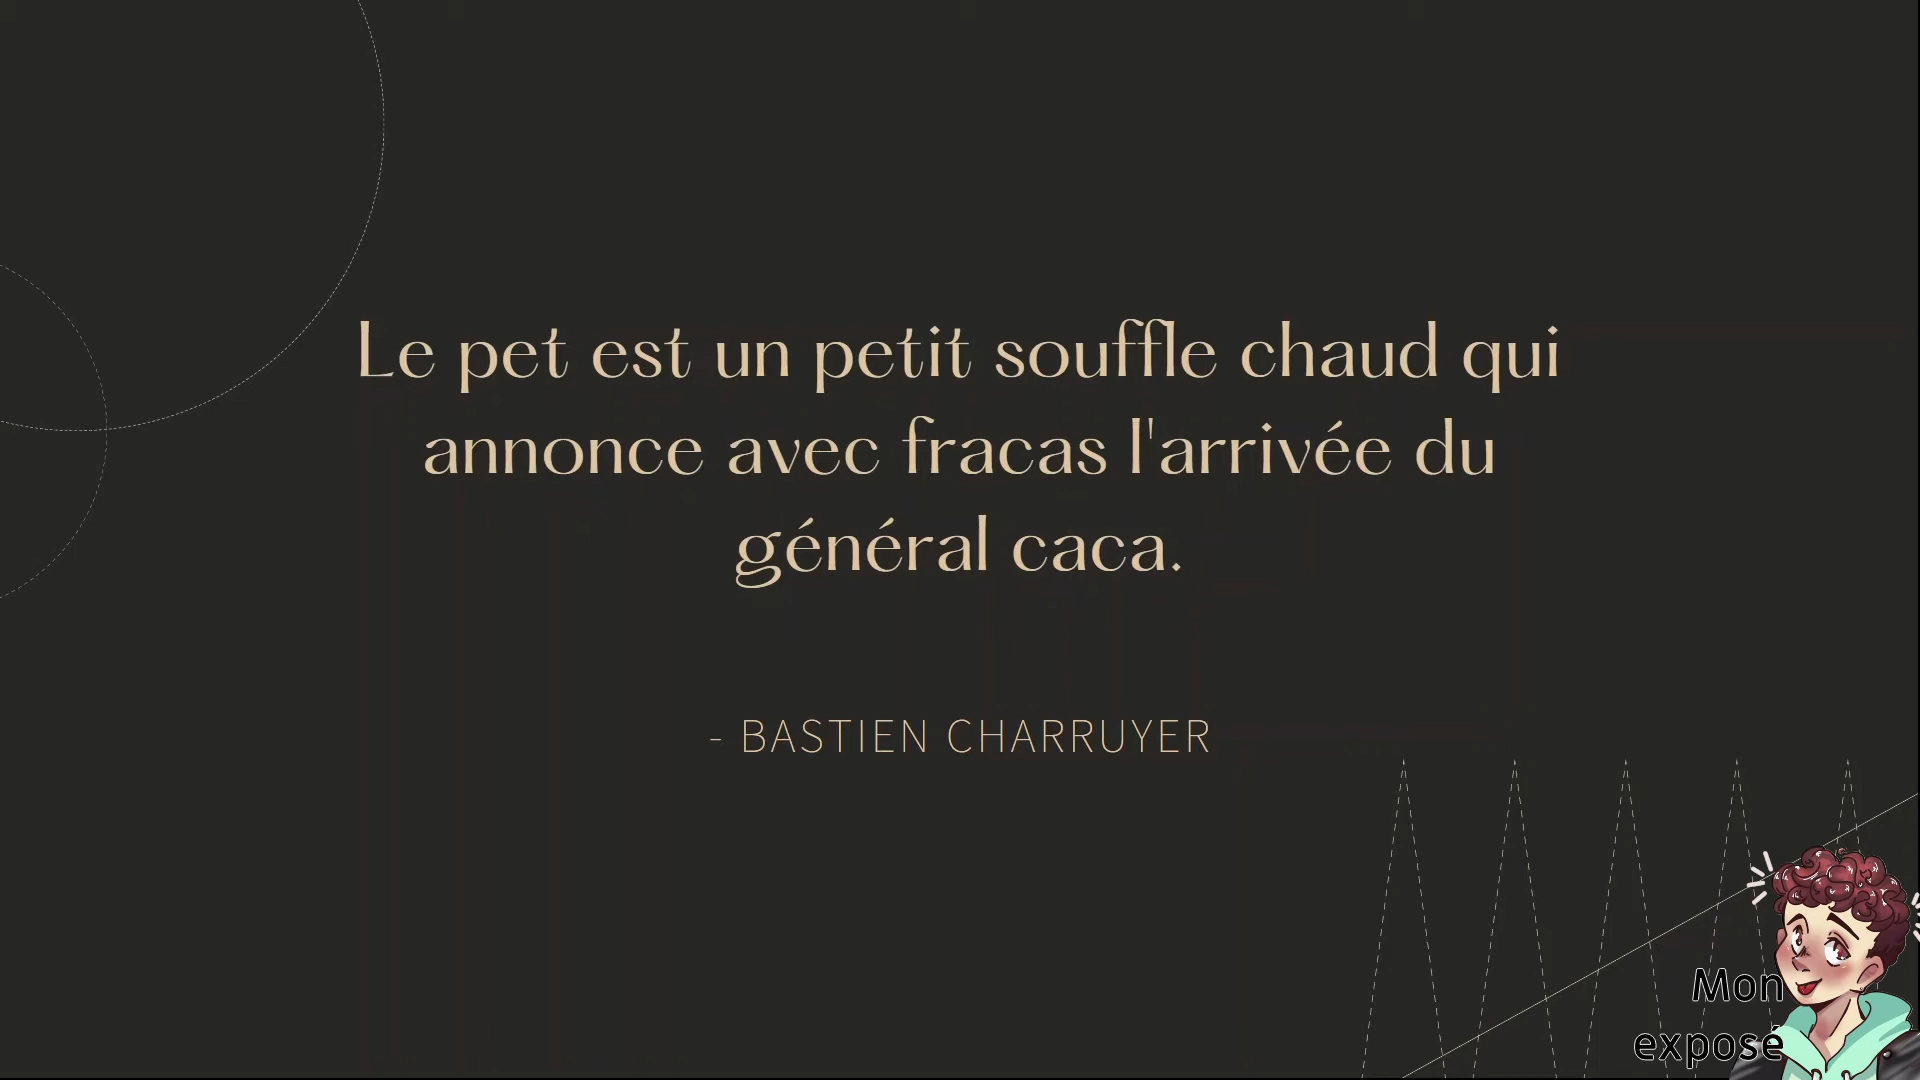 Le pet est un petit souffle chaud qui
annonce avec fracas l'arrivée du
général caca.
- BASTIEN CHARRUYER
Mon
exposé